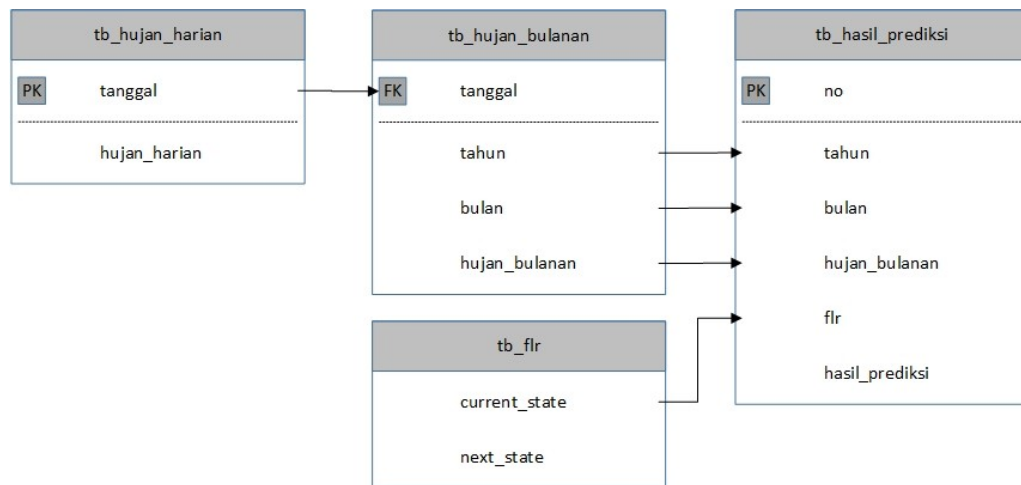 tb_hujan_harian
PK tanggal
hujan_harian
tb_hujan_bulanan
FK tanggal
tahun
bulan
hujan_bulanan
tb_flr
current_state
next_state
tb_hasil_prediksi
PK no
tahun
bulan
hujan_bulanan
flr
hasil_prediksi